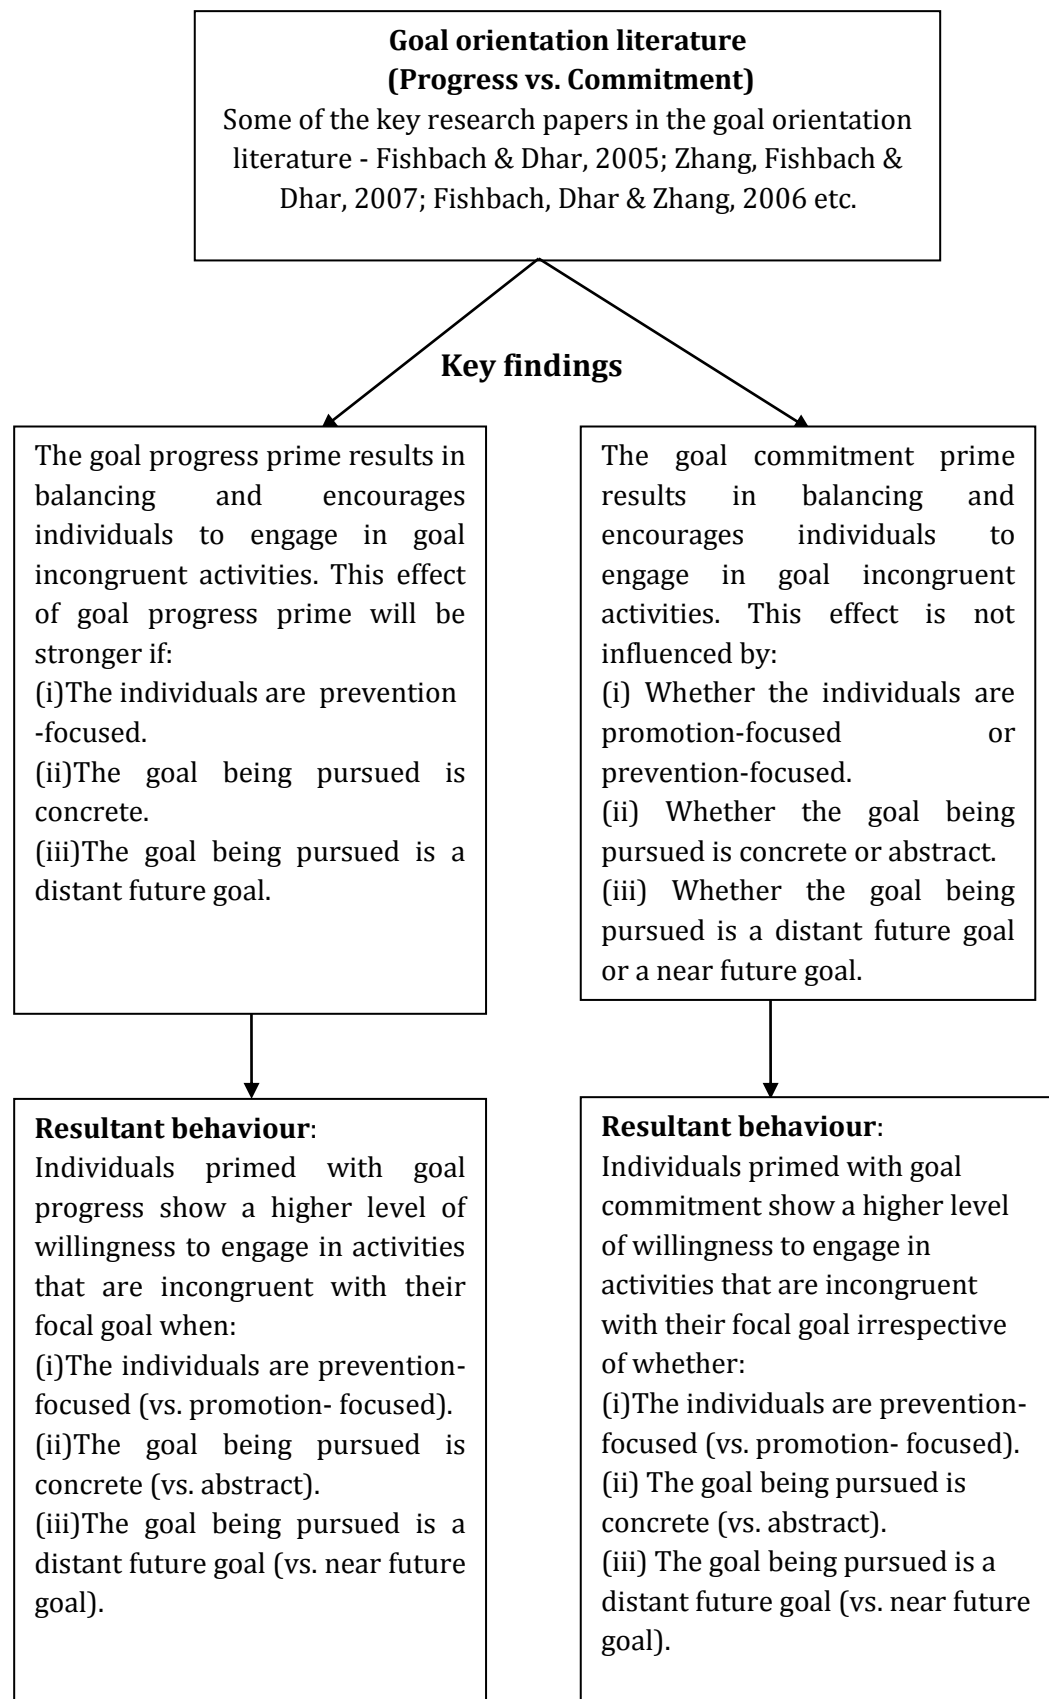 Goal orientation literature
(Progress vs. Commitment)
Some of the key research papers in the goal orientation
literature - Fishbach & Dhar, 2005; Zhang, Fishbach &
Dhar, 2007; Fishbach, Dhar & Zhang, 2006 etc.
Key findings
The goal progress prime results in
balancing and encourages
individuals to engage in goal
incongruent activities. This effect
of goal progress prime will be
stronger if:
(i)The individuals are prevention
-focused.
(ii)The goal being pursued is
concrete.
(iii)The goal being pursued is a
distant future goal.
The goal commitment prime
results in balancing and
encourages individuals to
engage in goal incongruent
activities. This effect is not
influenced by:
(i) Whether the individuals are
promotion-focused or
prevention-focused.
(ii) Whether the goal being
pursued is concrete or abstract.
(iii) Whether the goal being
pursued is a distant future goal
or a near future goal.
Resultant behaviour:
Individuals primed with goal
progress show a higher level of
willingness to engage in activities
that are incongruent with their
focal goal when:
(i)The individuals are prevention-
focused (vs. promotion- focused).
(ii)The goal being pursued is
concrete (vs. abstract).
(iii)The goal being pursued is a
distant future goal (vs. near future
goal).
Resultant behaviour:
Individuals primed with goal
commitment show a higher level
of willingness to engage in
activities that are incongruent
with their focal goal irrespective
of whether:
(i)The individuals are prevention-
focused (vs. promotion- focused).
(ii) The goal being pursued is
concrete (vs. abstract).
(iii) The goal being pursued is a
distant future goal (vs. near future
goal).